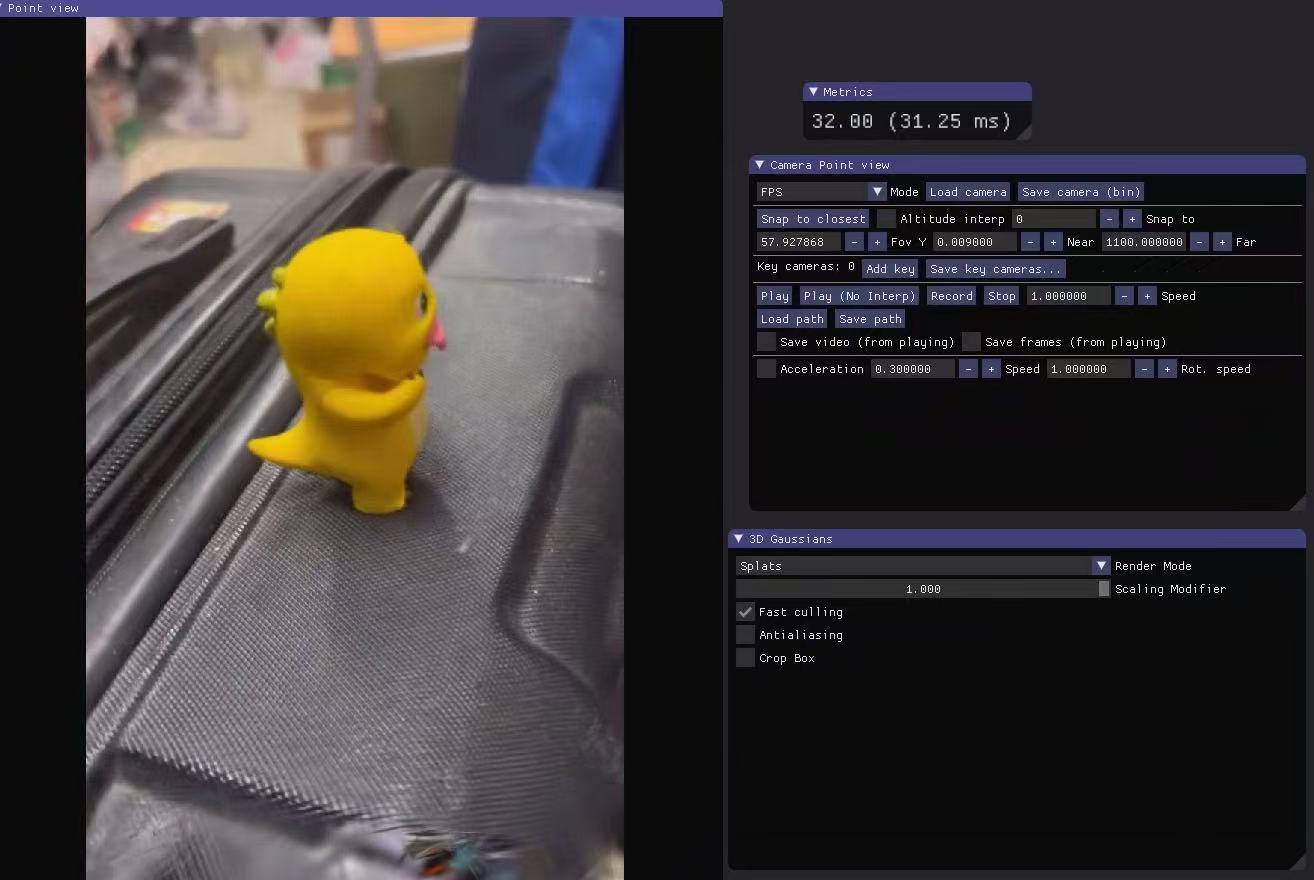 Point view
Metrics
32.00 (31.25 ms)
Camera Point view
FPS Mode Load camera Save camera (bin)
Snap to closest Altitude interp 0 - + Snap to
57.927868 - + Fov Y 0.009000 - + Near 1100.000000 - + Far
Key cameras: 0 Add key Save key cameras...
Play Play (No Interp) Record Stop 1.000000 - + Speed
Load path Save path
Save video (from playing) Save frames (from playing)
Acceleration 0.300000 - + Speed 1.000000 - + Rot. speed
3D Gaussians
Splats Render Mode
1.000 Scaling Modifier
Fast culling
Antialiasing
Crop Box